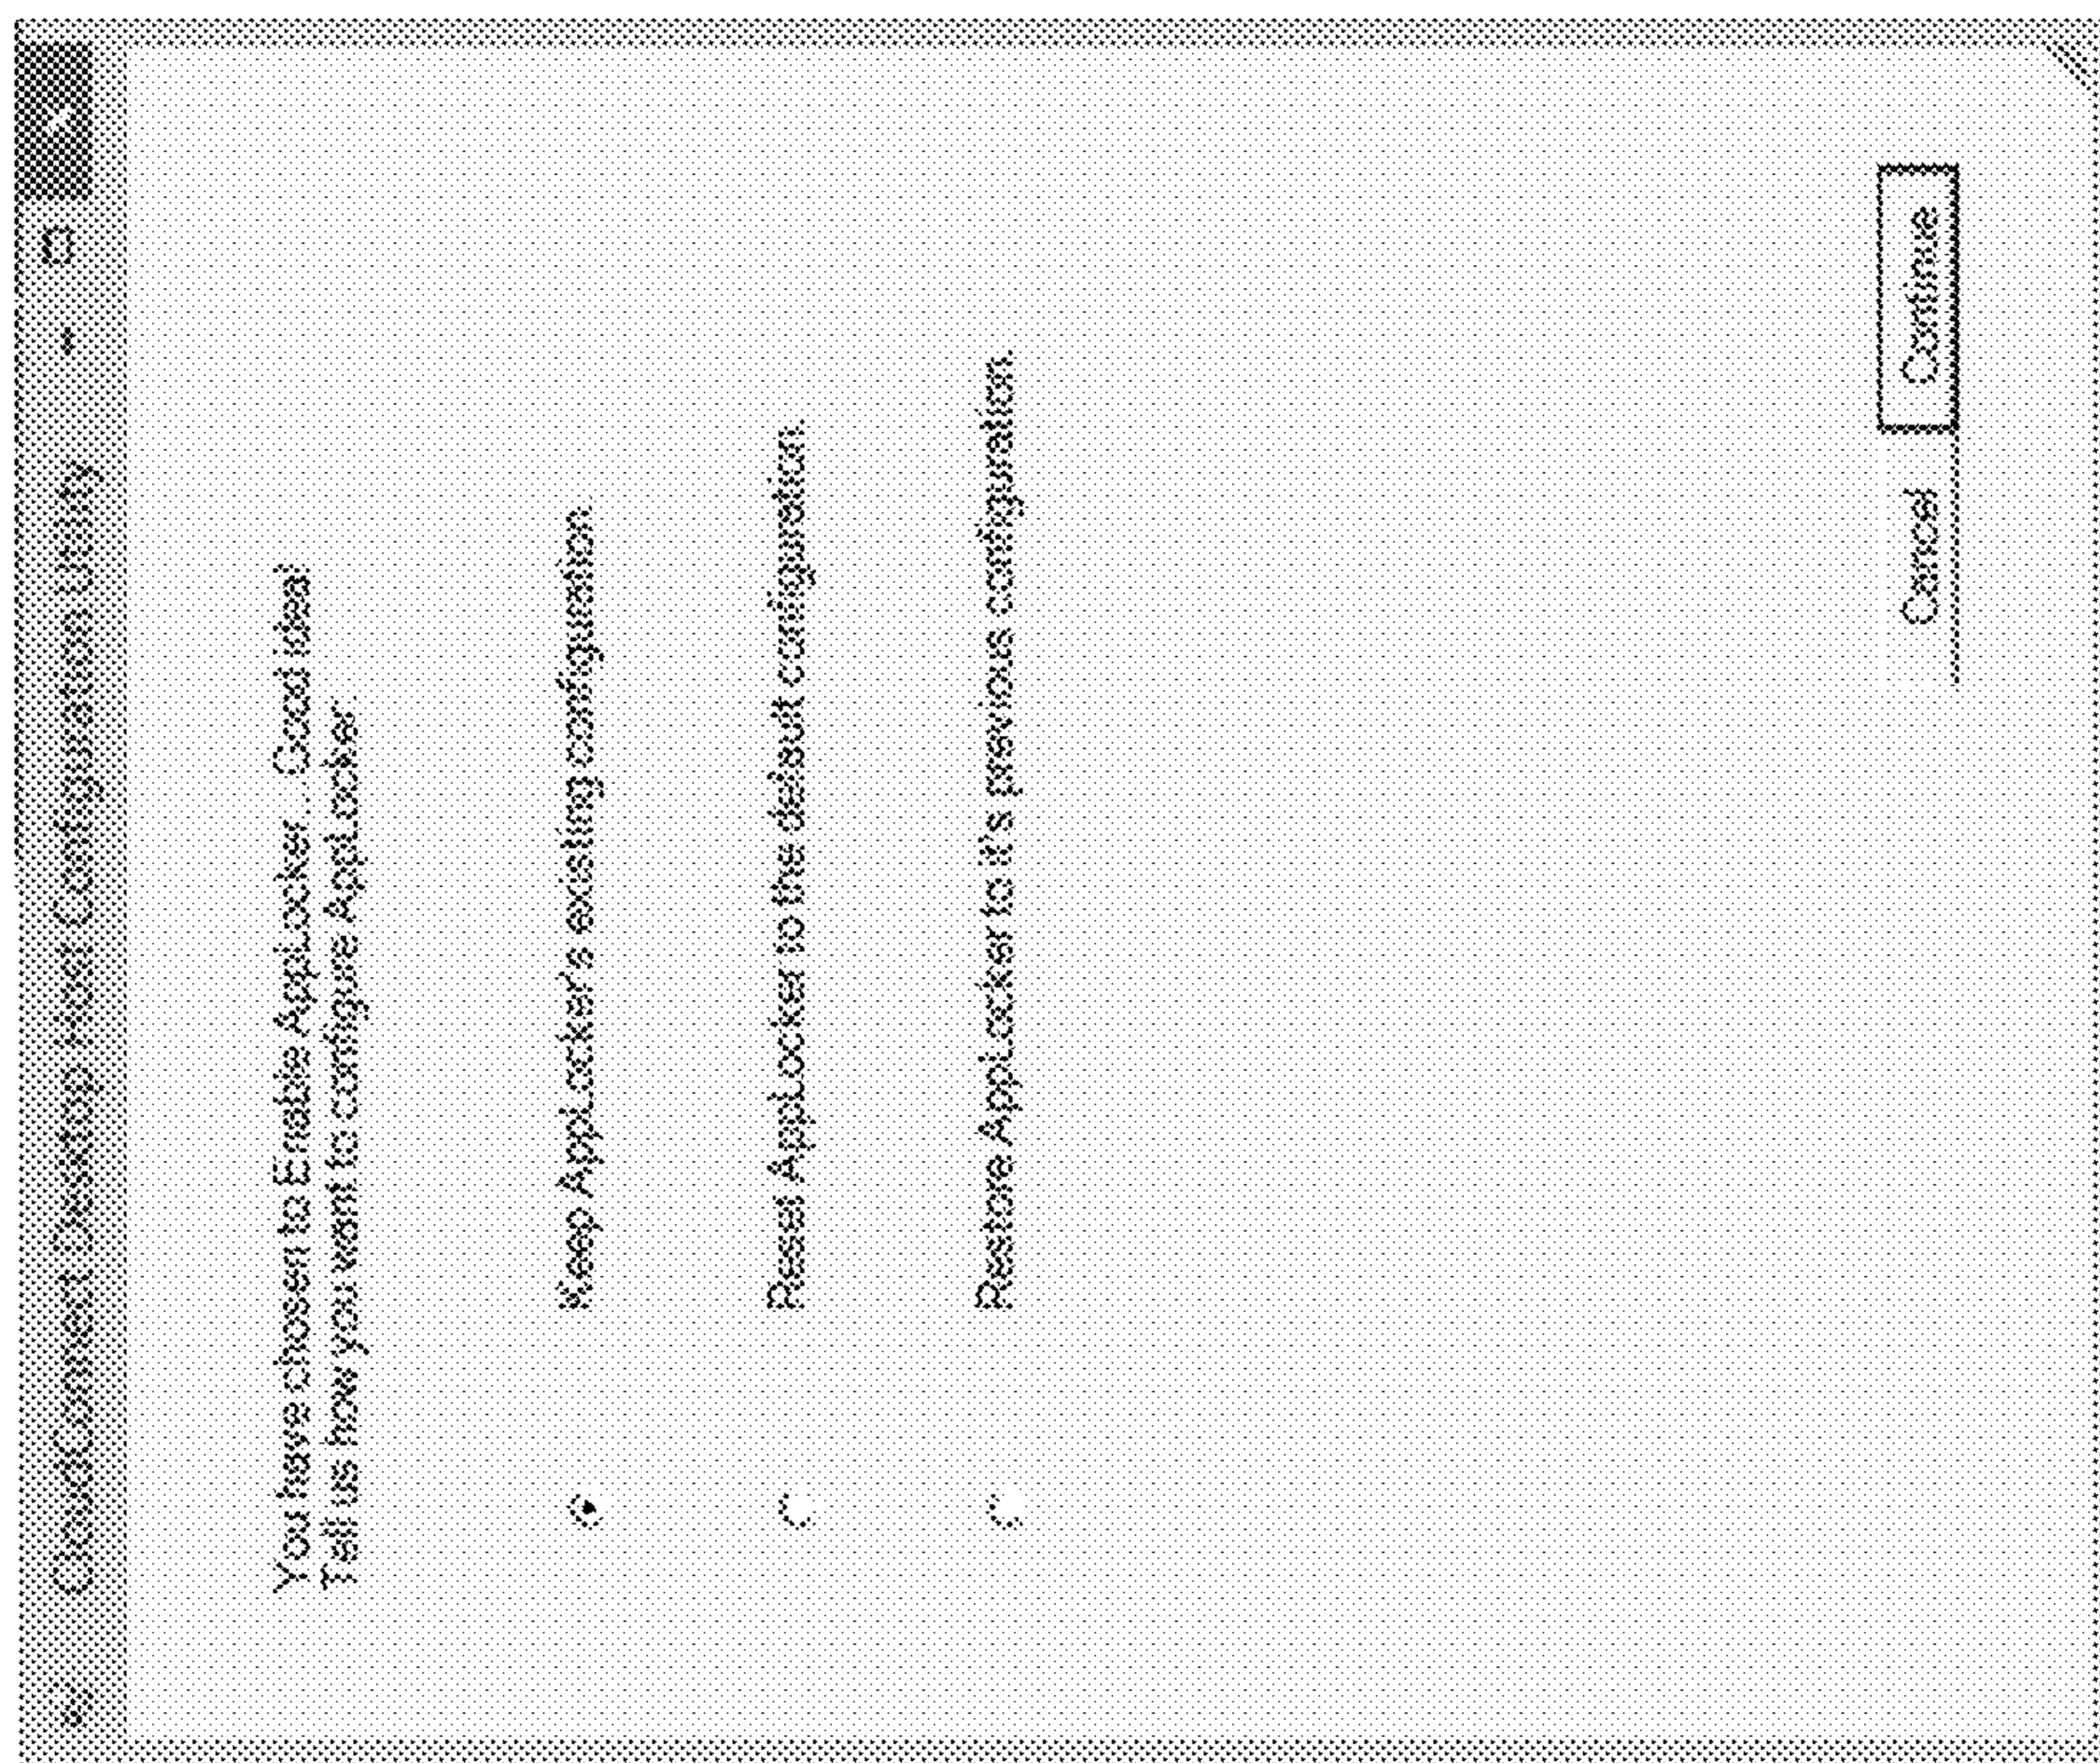 CloudConnect Desktop Host Configuration Utility
You have chosen to Enable AppLocker... Good idea!
Tell us how you want to configure AppLocker.
Keep AppLocker's existing configuration.
Reset AppLocker to the default configuration.
Restore AppLocker to it's previous configuration.
Cancel
Continue